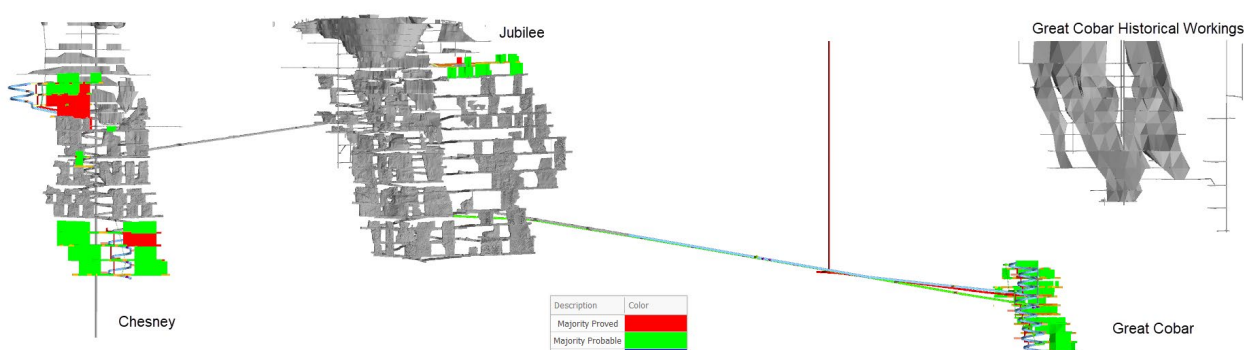 Jubilee
Great Cobar Historical Workings
Chesney
Description Color
Majority Proved
Majority Probable
Great Cobar